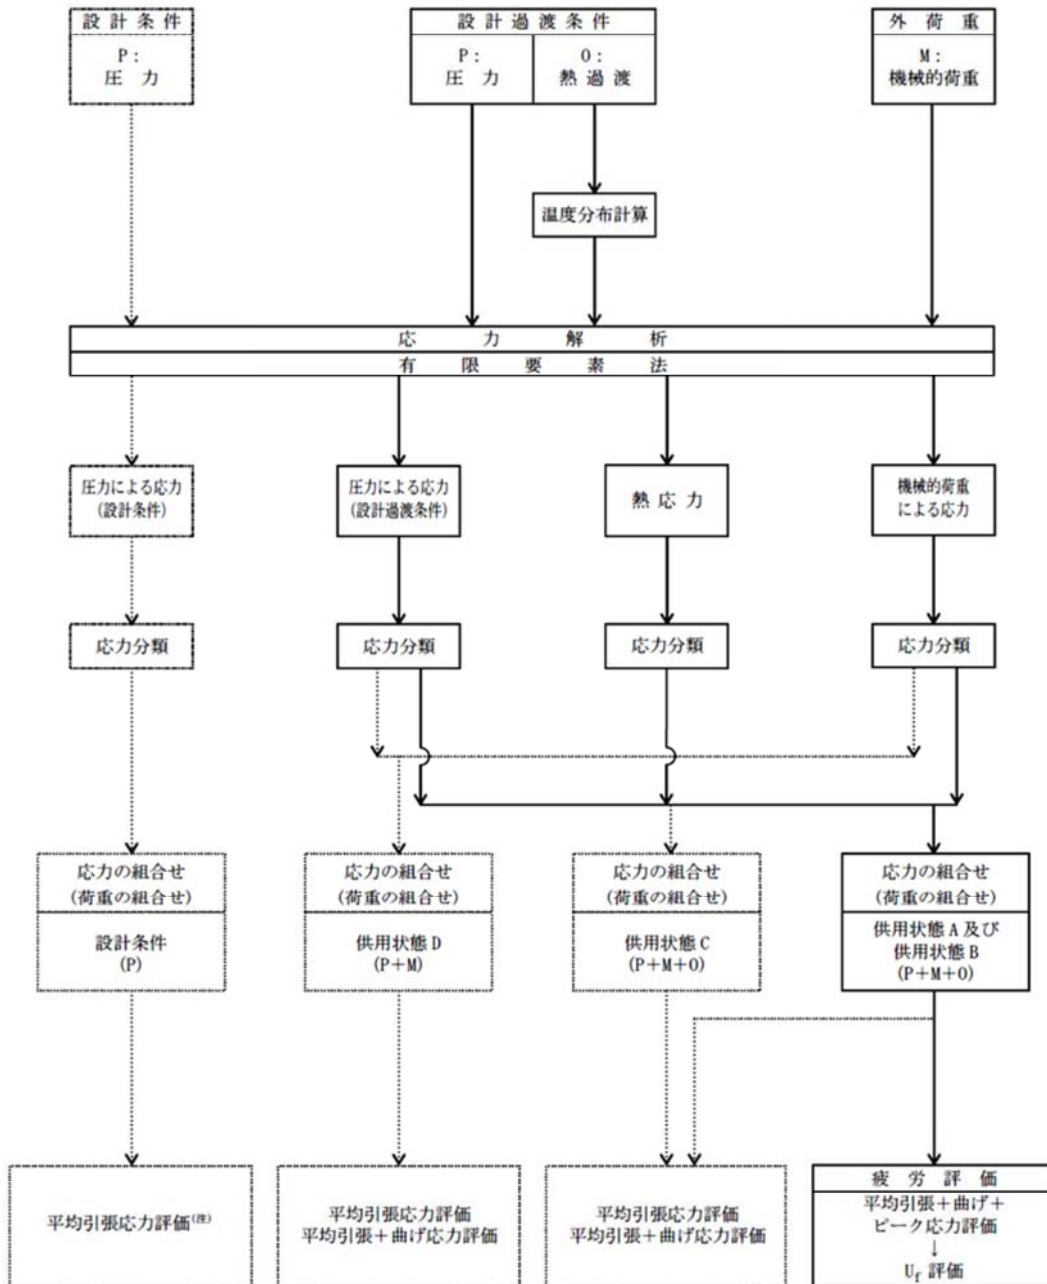 設計条件
P:
圧力
設計過渡条件
P:
圧力
O:
熱過渡
外荷重
M:
機械的荷重
温度分布計算
応力解析
有限要素法
圧力による応力
(設計条件)
圧力による応力
(設計過渡条件)
熱応力
機械的荷重
による応力
応力分類
応力分類
応力分類
応力分類
応力の組合せ
(荷重の組合せ)
設計条件
(P)
応力の組合せ
(荷重の組合せ)
供用状態D
(P+M)
応力の組合せ
(荷重の組合せ)
供用状態C
(P+M+O)
応力の組合せ
(荷重の組合せ)
供用状態A及び
供用状態B
(P+M+O)
平均引張応力評価(注)
平均引張応力評価
平均引張+曲げ応力評価
平均引張応力評価
平均引張+曲げ応力評価
疲労評価
平均引張+曲げ+
ピーク応力評価
↓
Uf 評価